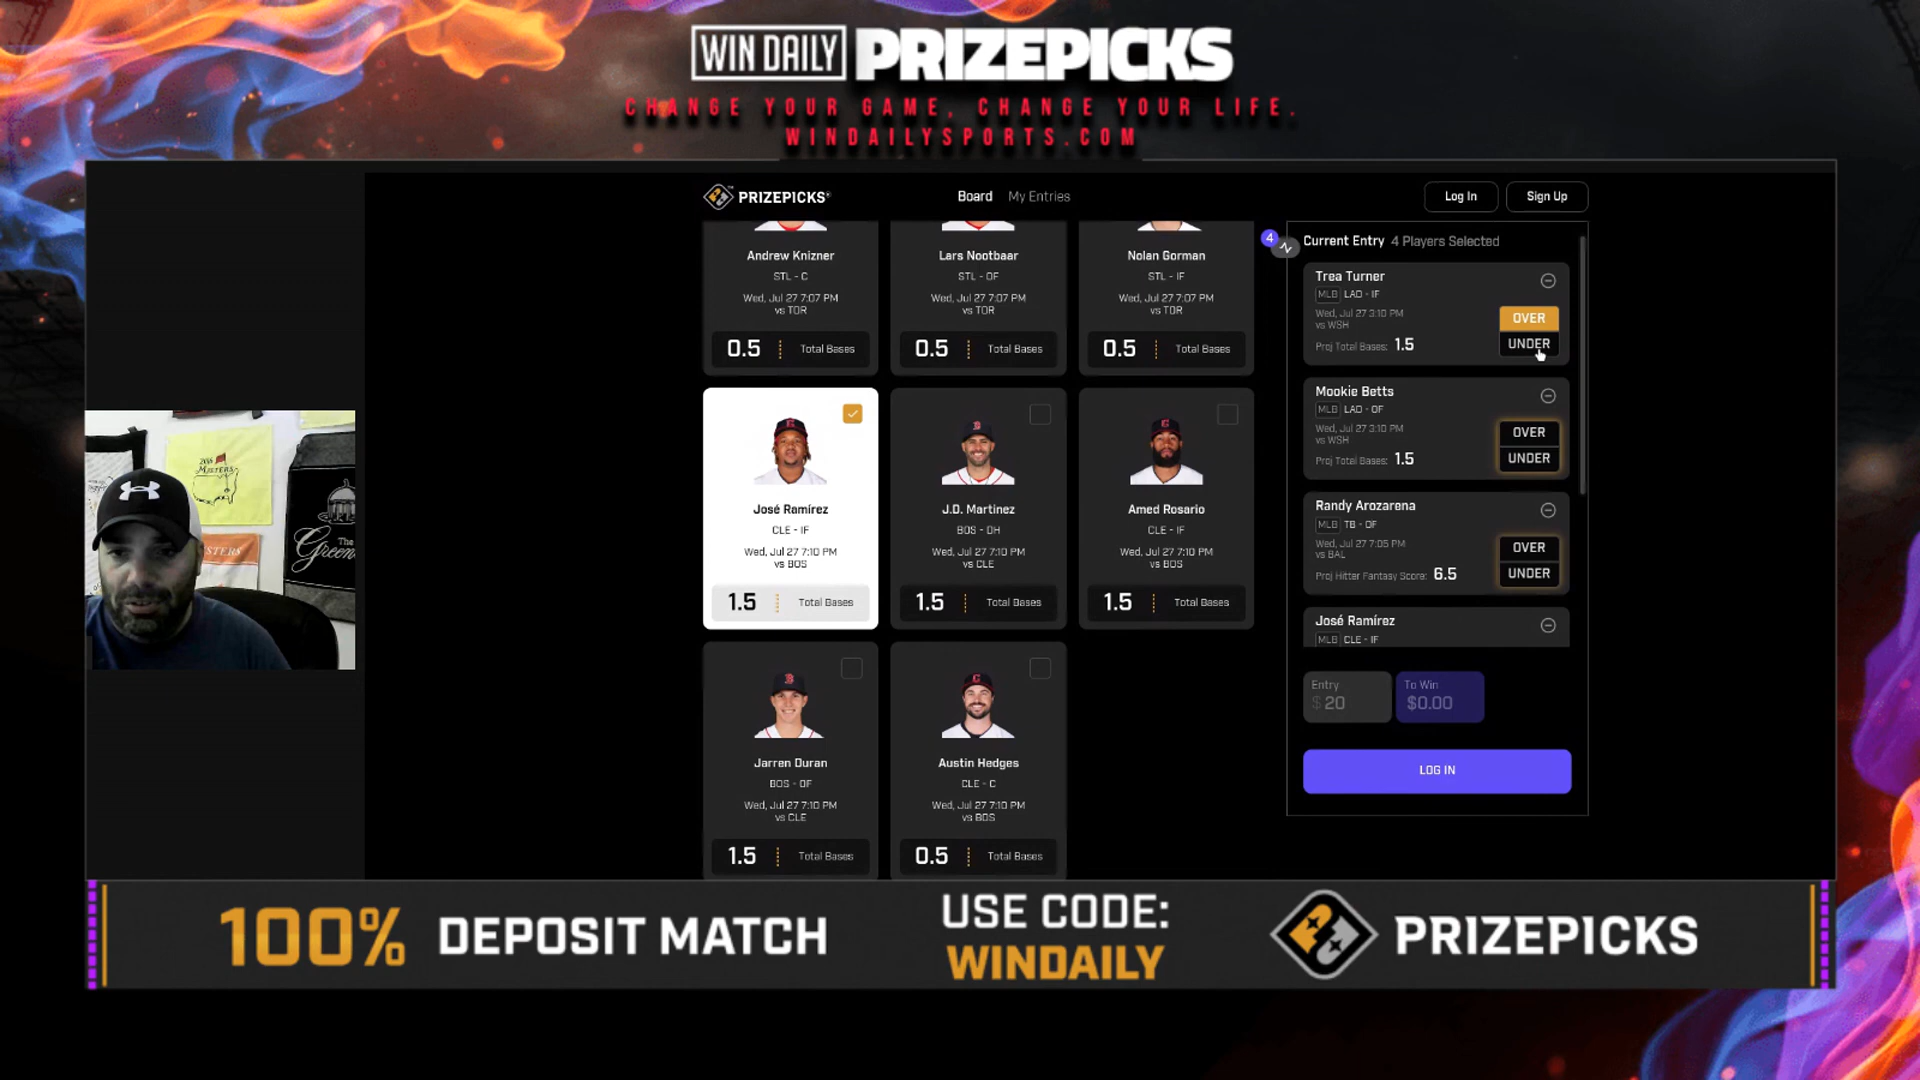 WIN DAILY PRIZEPICKS
CHANGE YOUR GAME, CHANGE YOUR LIFE.
WINDAILYSPORTS.COM
PRIZEPICKS
Board My Entries
Log In Sign Up
Andrew Knizner
STL - C
Wed, Jul 27 7:07 PM
vs TOR
0.5 Total Bases
Lars Nootbaar
STL - OF
Wed, Jul 27 7:07 PM
vs TOR
0.5 Total Bases
Nolan Gorman
STL - IF
Wed, Jul 27 7:07 PM
vs TOR
0.5 Total Bases
José Ramírez
CLE - IF
Wed, Jul 27 7:10 PM
vs BOS
1.5 Total Bases
J.D. Martinez
BOS - DH
Wed, Jul 27 7:10 PM
vs CLE
1.5 Total Bases
Amed Rosario
CLE - IF
Wed, Jul 27 7:10 PM
vs BOS
1.5 Total Bases
Jarren Duran
BOS - OF
Wed, Jul 27 7:10 PM
vs CLE
1.5 Total Bases
Austin Hedges
CLE - C
Wed, Jul 27 7:10 PM
vs BOS
0.5 Total Bases
4
Current Entry 4 Players Selected
Trea Turner
MLB LAD - IF
Wed, Jul 27 3:10 PM
vs WSH
Proj Total Bases: 1.5
OVER
UNDER
Mookie Betts
MLB LAD - OF
Wed, Jul 27 3:10 PM
vs WSH
Proj Total Bases: 1.5
OVER
UNDER
Randy Arozarena
MLB TB - OF
Wed, Jul 27 7:05 PM
vs BAL
Proj Hitter Fantasy Score: 6.5
OVER
UNDER
José Ramírez
MLB CLE - IF
Entry
$ 20
To Win
$0.00
LOG IN
2016
MASTERS
The
Green
100% DEPOSIT MATCH
USE CODE:
WINDAILY
PRIZEPICKS